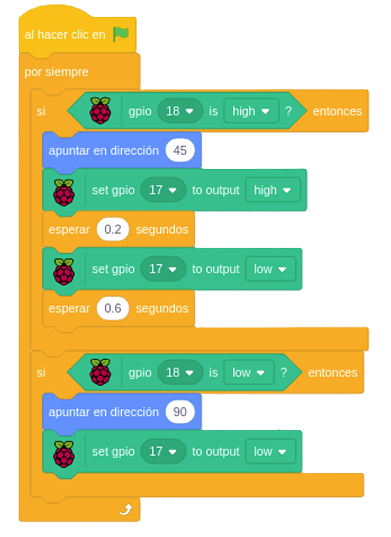 al hacer clic en
por siempre
si gpio 18 is high ? entonces
apuntar en dirección 45
set gpio 17 to output high
esperar 0.2 segundos
set gpio 17 to output low
esperar 0.6 segundos
si gpio 18 is low ? entonces
apuntar en dirección 90
set gpio 17 to output low